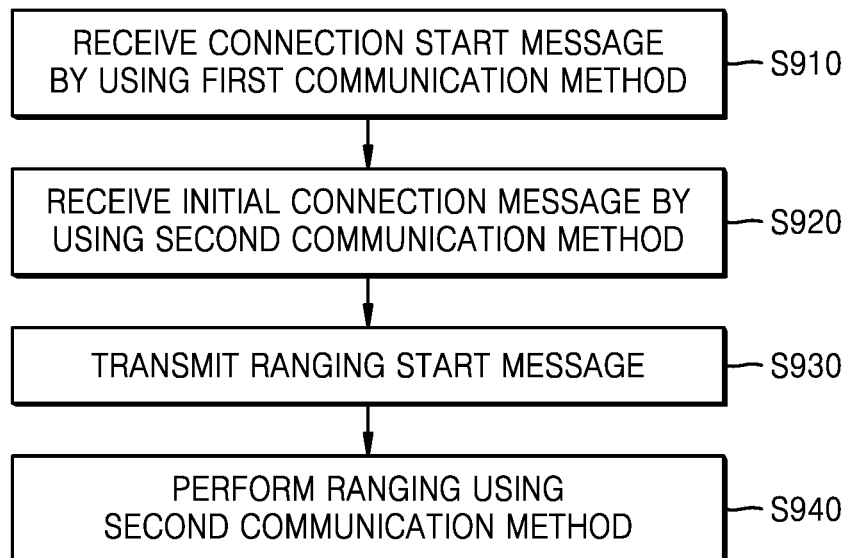 RECEIVE CONNECTION START MESSAGE
BY USING FIRST COMMUNICATION METHOD
S910
RECEIVE INITIAL CONNECTION MESSAGE BY
USING SECOND COMMUNICATION METHOD
S920
TRANSMIT RANGING START MESSAGE
S930
PERFORM RANGING USING
SECOND COMMUNICATION METHOD
S940